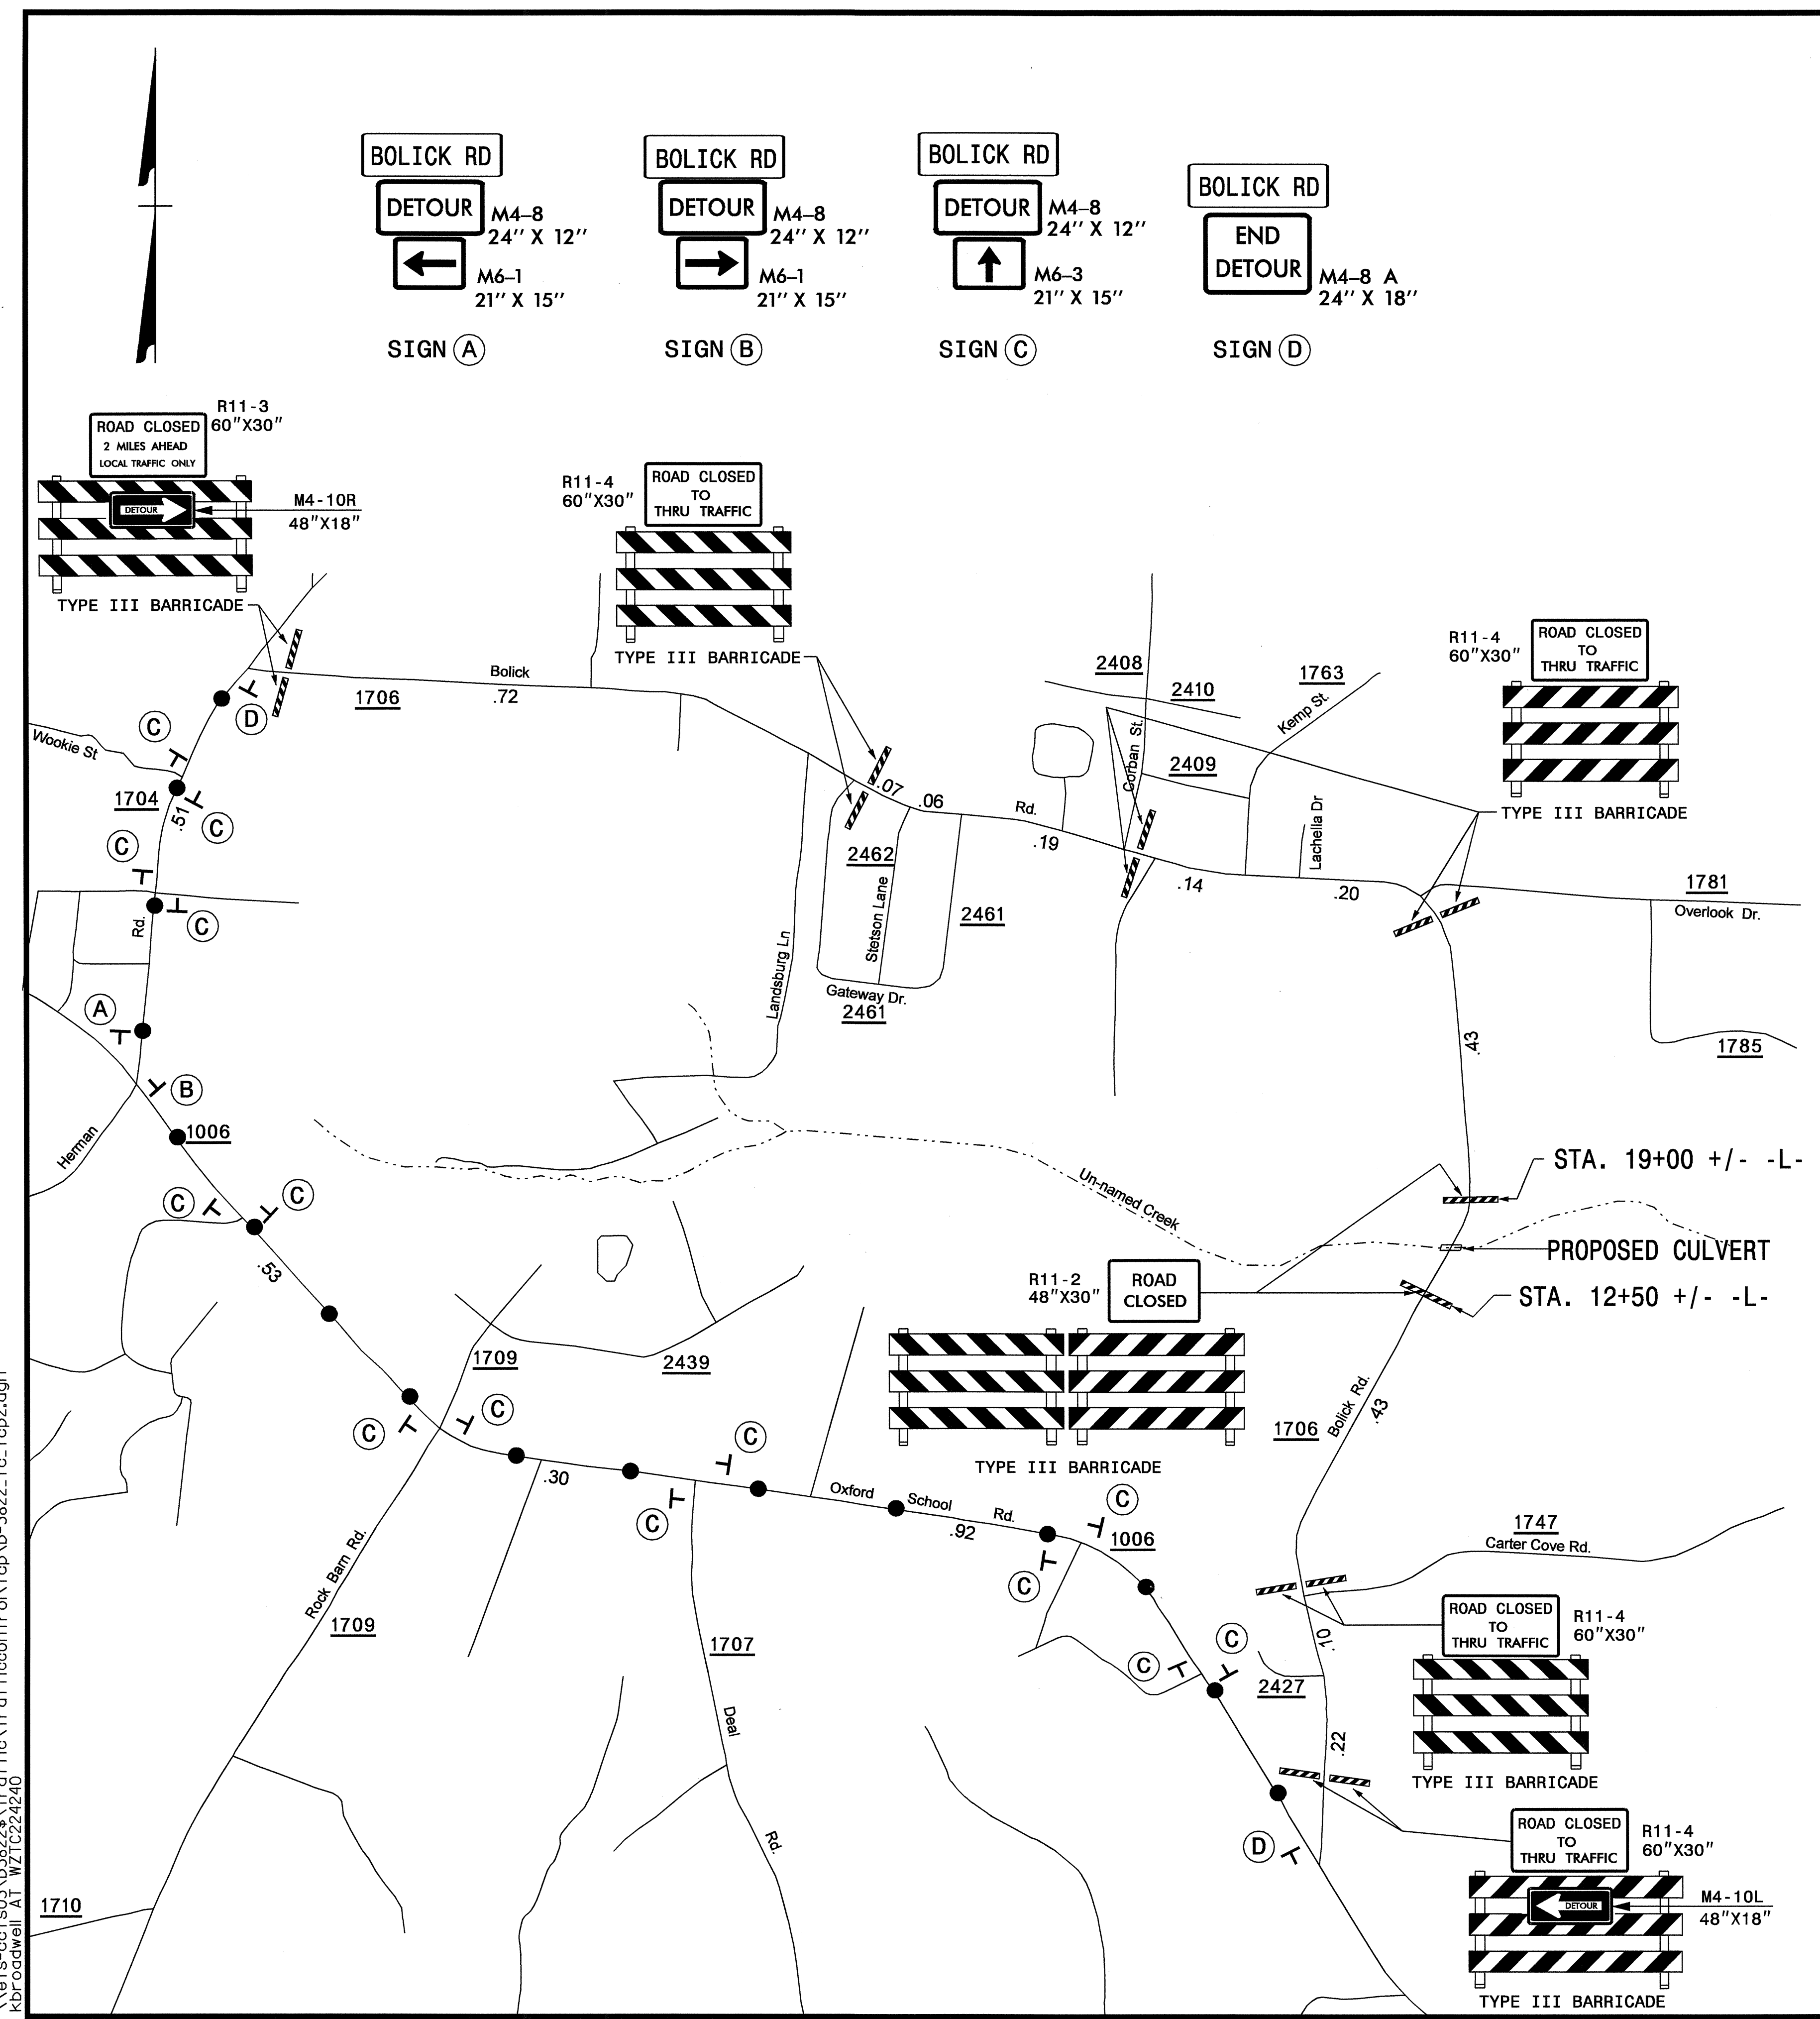 BOLICK RD
DETOUR
M4-8
24" X 12"
M6-1
21" X 15"
SIGN A
BOLICK RD
DETOUR
M4-8
24" X 12"
M6-1
21" X 15"
SIGN B
BOLICK RD
DETOUR
M4-8
24" X 12"
M6-3
21" X 15"
SIGN C
BOLICK RD
END
DETOUR
M4-8 A
24" X 18"
SIGN D
R11-3
60"X30"
ROAD CLOSED
2 MILES AHEAD
LOCAL TRAFFIC ONLY
DETOUR
M4-10R
48"X18"
TYPE III BARRICADE
R11-4
60"X30"
ROAD CLOSED
TO
THRU TRAFFIC
TYPE III BARRICADE
R11-4
60"X30"
ROAD CLOSED
TO
THRU TRAFFIC
TYPE III BARRICADE
Bolick
1706
.72
D
C
Wookie St
1704
.51
C
C
C
Rd.
A
B
1006
Herman
C
C
.53
2408
2410
1763
Kemp St.
Corban St.
2409
.07
.06
Rd.
.19
Lachella Dr
.14
.20
1781
Overlook Dr.
1785
2462
Stetson Lane
2461
Landsburg Ln
Gateway Dr.
2461
.43
Un-named Creek
STA. 19+00 +/- -L-
PROPOSED CULVERT
STA. 12+50 +/- -L-
R11-2
48"X30"
ROAD
CLOSED
TYPE III BARRICADE
1709
2439
C
C
.30
C
C
Oxford
School
Rd.
.92
C
1006
C
1706
Bolick Rd.
.43
1747
Carter Cove Rd.
Rock Barn Rd.
1709
1707
Deal
Rd.
C
C
2427
.10
.22
D
1710
ROAD CLOSED
TO
THRU TRAFFIC
R11-4
60"X30"
TYPE III BARRICADE
ROAD CLOSED
TO
THRU TRAFFIC
R11-4
60"X30"
DETOUR
M4-10L
48"X18"
TYPE III BARRICADE
kbroadwell AT WZTC224240